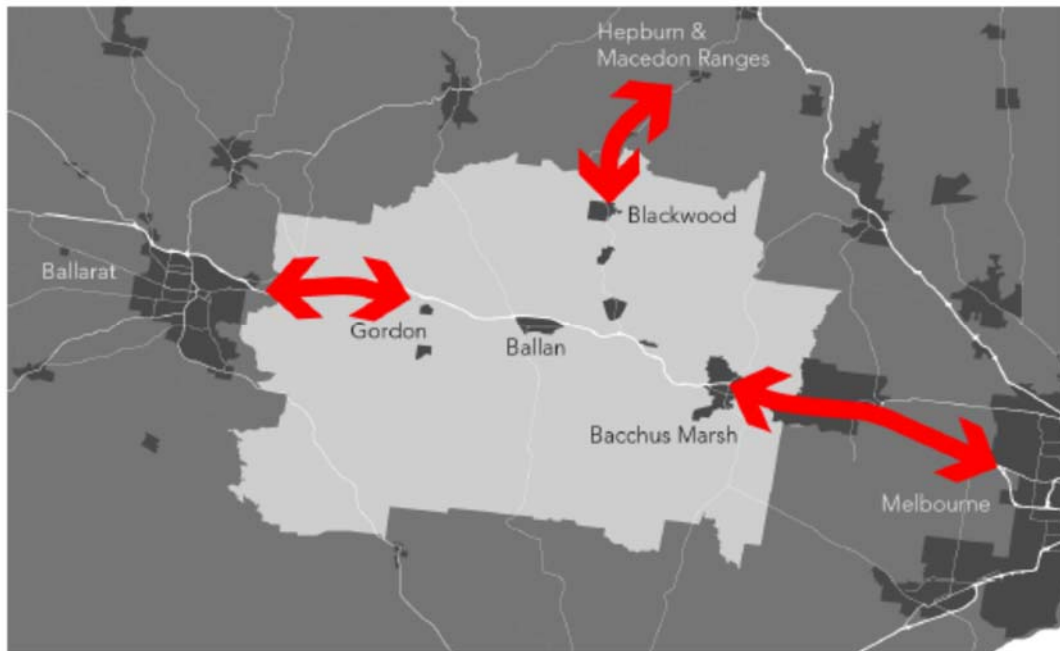 Hepburn &
Macedon Ranges
Blackwood
Ballarat
Gordon
Ballan
Bacchus Marsh
Melbourne